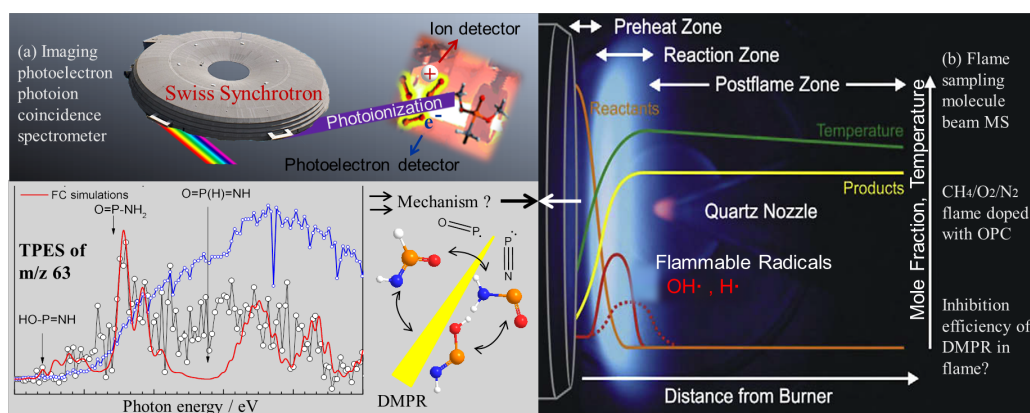 (a) Imaging
photoelectron
photoion
coincidence
spectrometer
Swiss Synchrotron
Photoionization
Ion detector
+
e-
Photoelectron detector
FC simulations
O=P-NH2
O=P(H)=NH
TPES of
m/z 63
HO-P=NH
Photon energy / eV
Mechanism ?
O=P:
P
N
DMPR
Preheat Zone
Reaction Zone
Postflame Zone
Reactants
Temperature
Products
Quartz Nozzle
Flammable Radicals
OH· , H·
Distance from Burner
Mole Fraction, Temperature
(b) Flame
sampling
molecule
beam MS
CH4/O2/N2
flame doped
with OPC
Inhibition
efficiency of
DMPR in
flame?